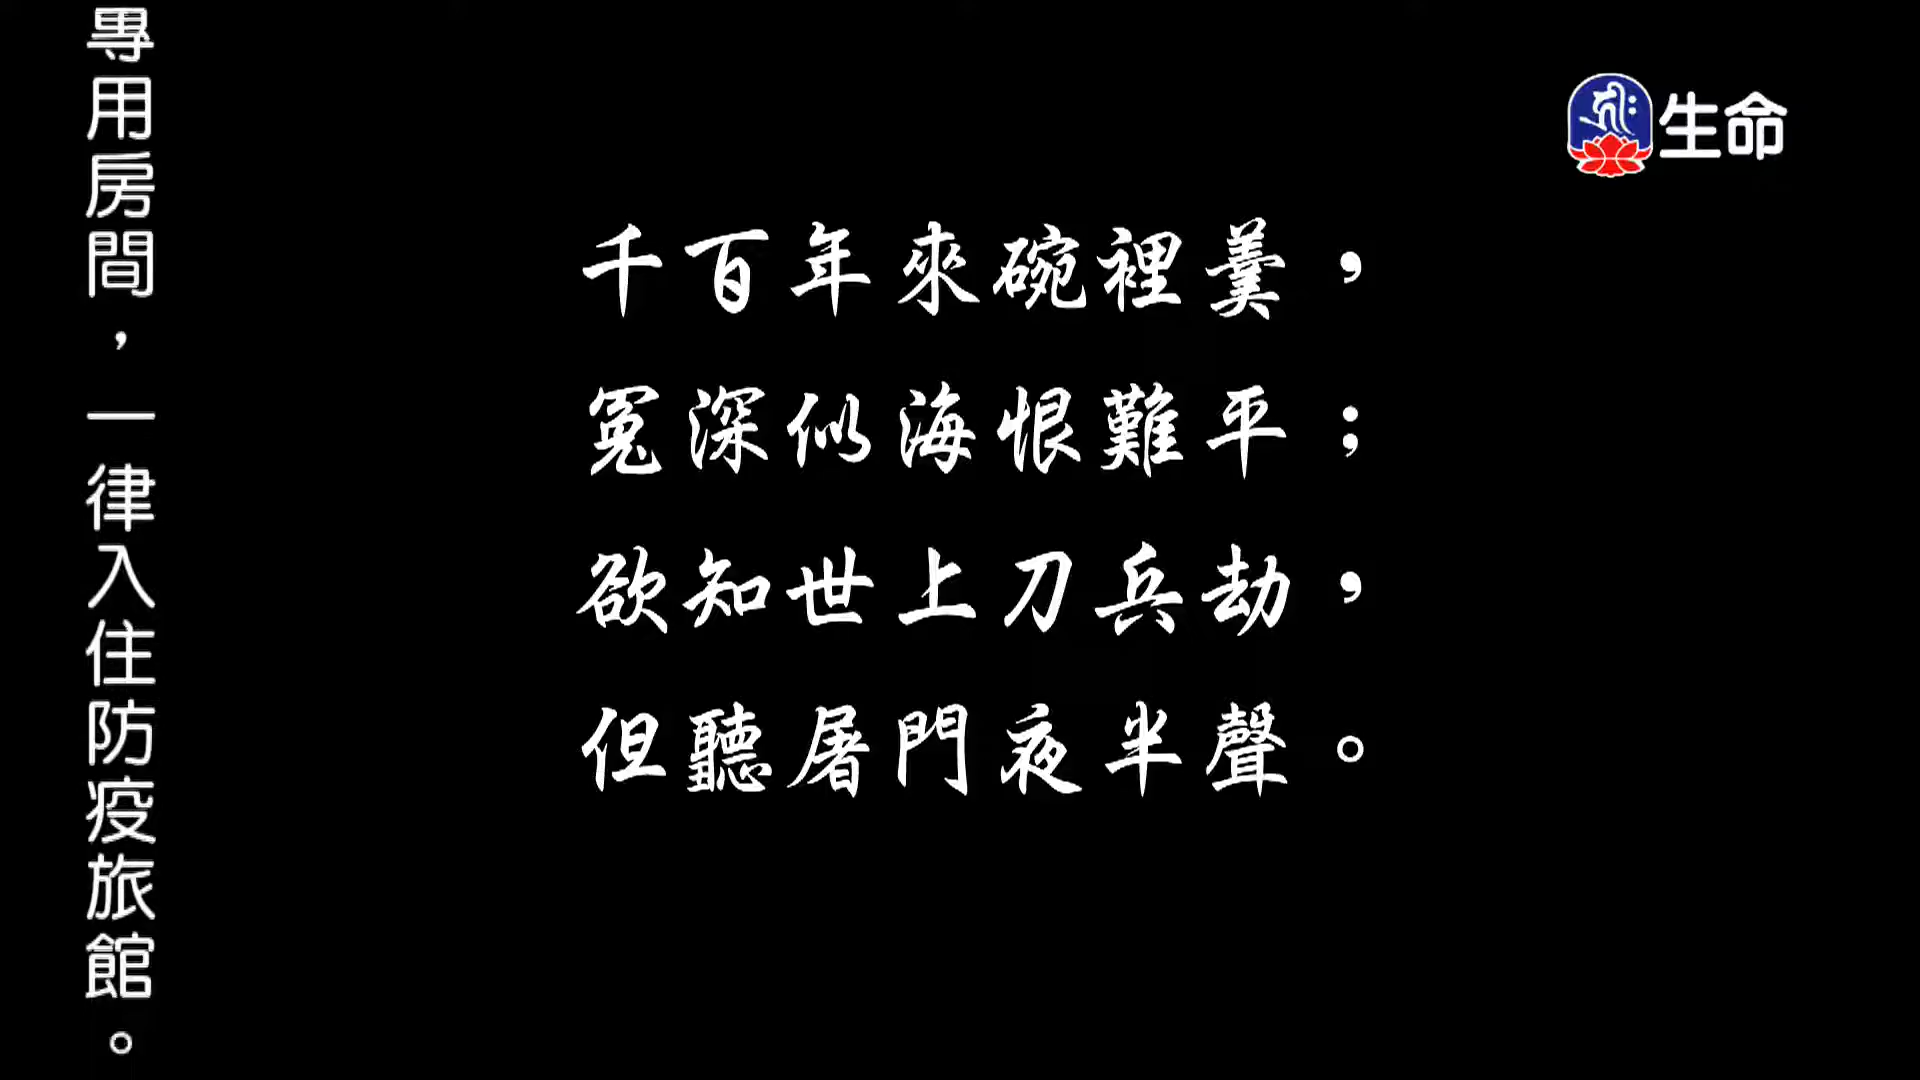 專用房間，一律入住防疫旅館。
生命
千百年來碗裡羹，
冤深似海恨難平；
欲知世上刀兵劫，
但聽屠門夜半聲。